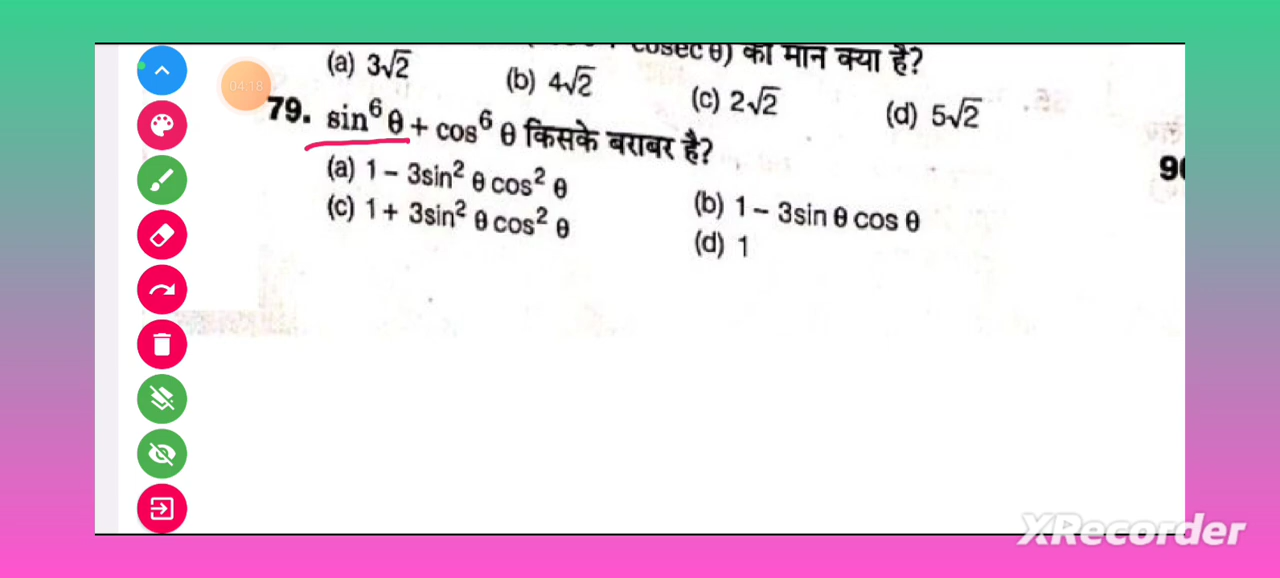 cosec θ) का मान क्या है?
(a) 3√2 (b) 4√2 (c) 2√2 (d) 5√2
04:18
79. sin⁶ θ + cos⁶ θ किसके बराबर है?
(a) 1 – 3sin² θ cos² θ
(b) 1 – 3sin θ cos θ
(c) 1 + 3sin² θ cos² θ
(d) 1
XRecorder